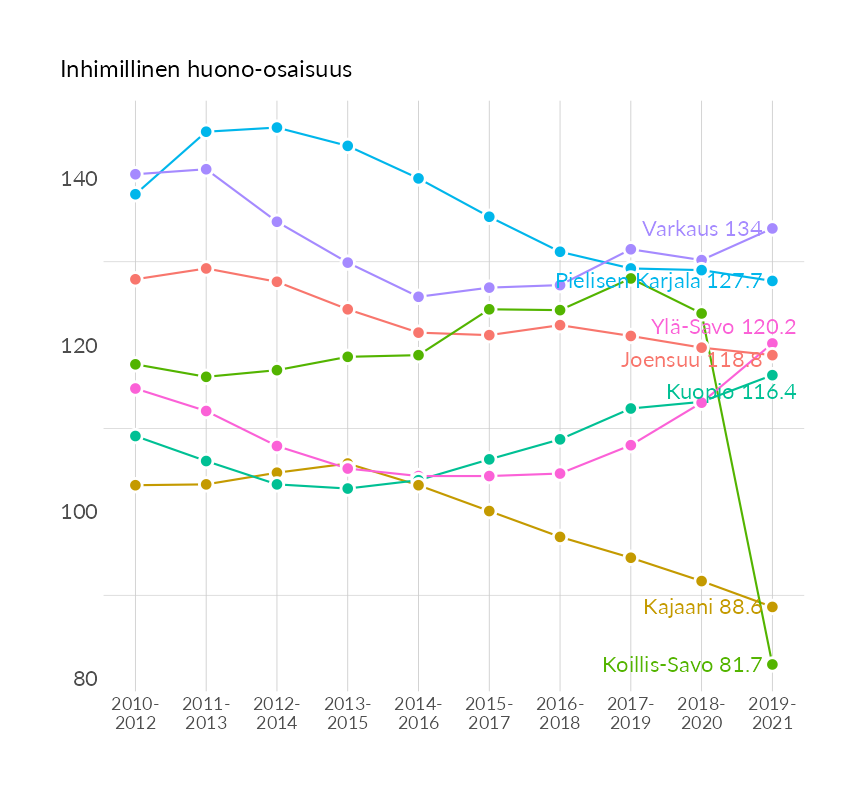 Inhimillinen huono-osaisuus
140
120
100
80
Varkaus 134
Pielisen Karjala 127.7
Ylä-Savo 120.2
Joensuu 118.8
Kuopio 116.4
Kajaani 88.6
Koillis-Savo 81.7
2010- 2011- 2012- 2013- 2014- 2015- 2016- 2017- 2018- 2019-
2012 2013 2014 2015 2016 2017 2018 2019 2020 2021